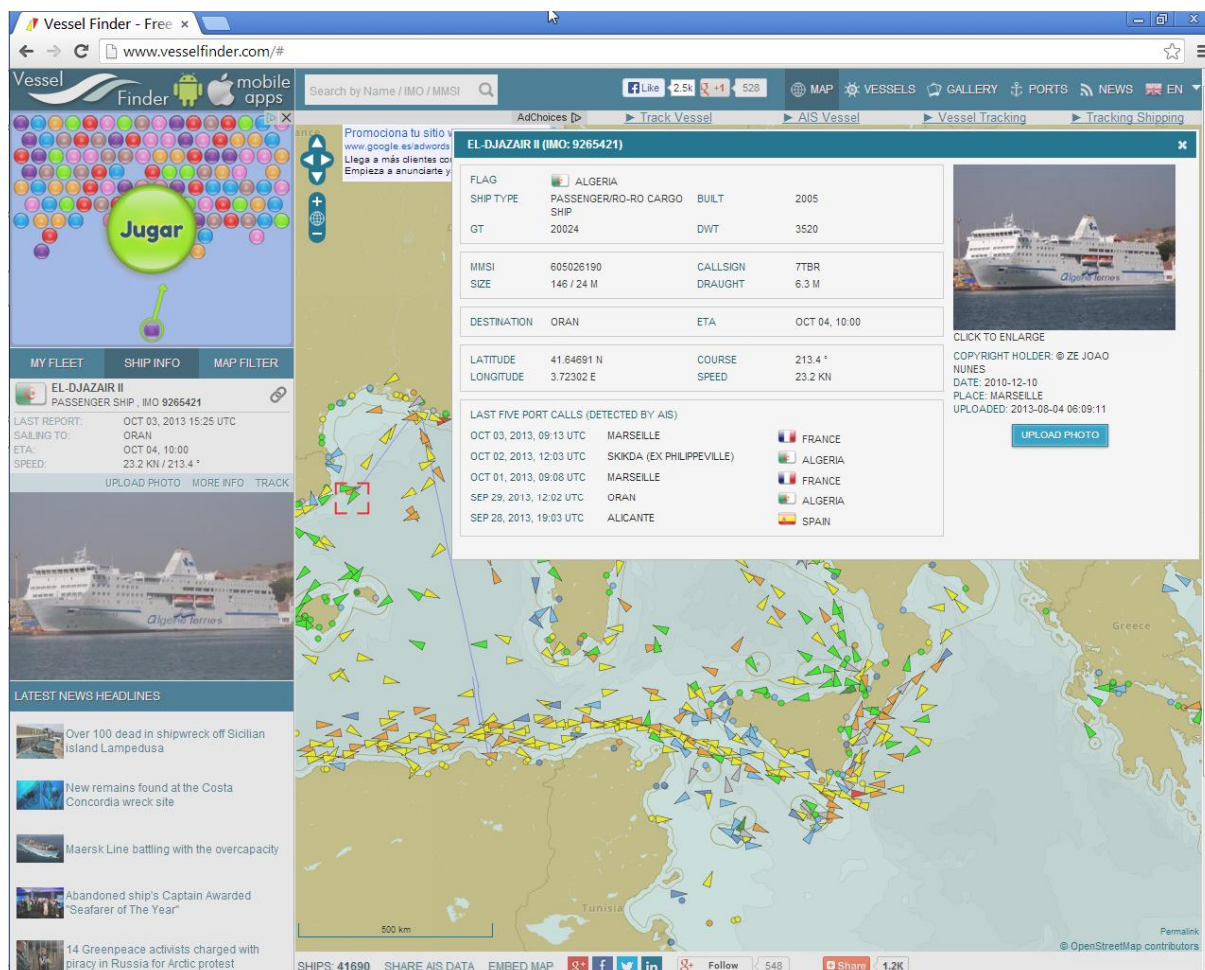 Vessel Finder - Free
www.vesselfinder.com/#
Vessel
Finder
mobile
apps
Search by Name / IMO / MMSI
Like
2.5k
+1
528
MAP
VESSELS
GALLERY
PORTS
NEWS
EN
AdChoices
Track Vessel
AIS Vessel
Vessel Tracking
Tracking Shipping
Promociona tu sitio
www.google.es/adwords
Llega a más clientes
Empieza a anunciarte y
Jugar
MY FLEET
SHIP INFO
MAP FILTER
EL-DJAZAIR II
PASSENGER SHIP , IMO 9265421
LAST REPORT: OCT 03, 2013 15:25 UTC
SAILING TO: ORAN
ETA: OCT 04, 10:00
SPEED: 23.2 KN / 213.4 °
UPLOAD PHOTO MORE INFO TRACK
Algerie ferries
LATEST NEWS HEADLINES
Over 100 dead in shipwreck off Sicilian
island Lampedusa
New remains found at the Costa
Concordia wreck site
Maersk Line battling with the overcapacity
Abandoned ship's Captain Awarded
"Seafarer of The Year"
14 Greenpeace activists charged with
piracy in Russia for Arctic protest
EL-DJAZAIR II (IMO: 9265421)
FLAG ALGERIA
SHIP TYPE PASSENGER/RO-RO CARGO BUILT 2005
SHIP
GT 20024 DWT 3520
MMSI 605026190 CALLSIGN 7TBR
SIZE 146 / 24 M DRAUGHT 6.3 M
DESTINATION ORAN ETA OCT 04, 10:00
LATITUDE 41.64691 N COURSE 213.4 °
LONGITUDE 3.72302 E SPEED 23.2 KN
LAST FIVE PORT CALLS (DETECTED BY AIS)
OCT 03, 2013, 09:13 UTC MARSEILLE FRANCE
OCT 02, 2013, 12:03 UTC SKIKDA (EX PHILIPPEVILLE) ALGERIA
OCT 01, 2013, 09:08 UTC MARSEILLE FRANCE
SEP 29, 2013, 12:02 UTC ORAN ALGERIA
SEP 28, 2013, 19:03 UTC ALICANTE SPAIN
Algerie ferries
CLICK TO ENLARGE
COPYRIGHT HOLDER: © ZE JOAO
NUNES
DATE: 2010-12-10
PLACE: MARSEILLE
UPLOADED: 2013-08-04 06:09:11
UPLOAD PHOTO
Greece
Tunisia
500 km
Permalink
© OpenStreetMap contributors
SHIPS: 41690 SHARE AIS DATA EMBED MAP
Follow
548
Share
1.2K